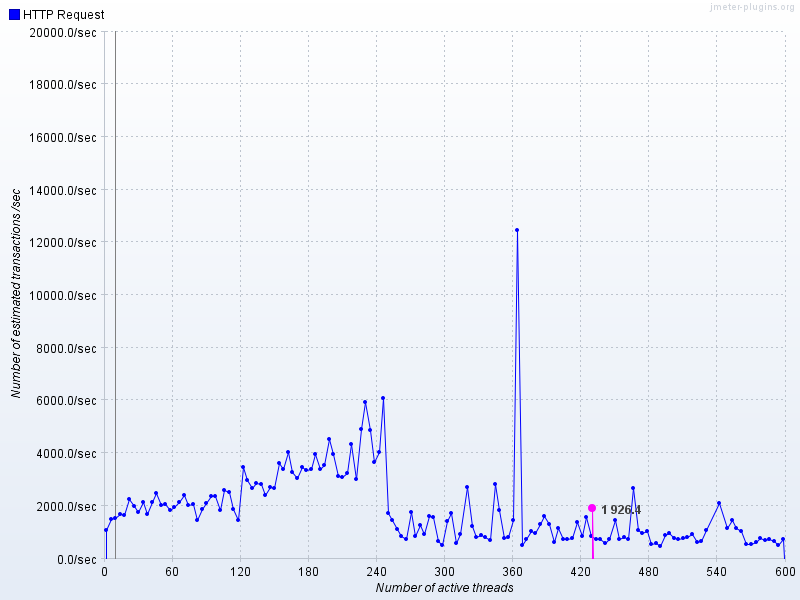 jmeter-plugins.org
HTTP Request
20000.0/sec
18000.0/sec
16000.0/sec
14000.0/sec
12000.0/sec
10000.0/sec
8000.0/sec
6000.0/sec
4000.0/sec
2000.0/sec
0.0/sec
Number of estimated transactions /sec
1 926.4
0 60 120 180 240 300 360 420 480 540 600
Number of active threads